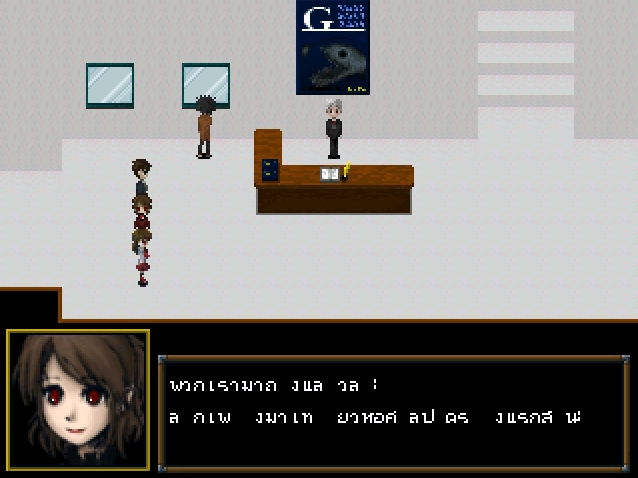 พวกเรามาถ งแล วล ะ
ล กเพ งมาเท ยวหอศ ลป คร งแรกส นะ
G